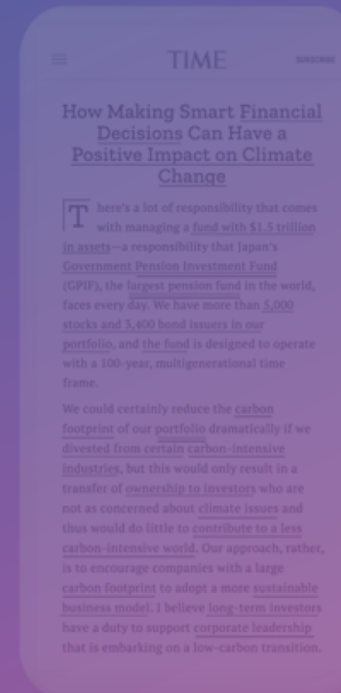 TIME
SUBSCRIBE
How Making Smart Financial
Decisions Can Have a
Positive Impact on Climate
Change
There's a lot of responsibility that comes
with managing a fund with $1.5 trillion
in assets—a responsibility that Japan's
Government Pension Investment Fund
(GPIF), the largest pension fund in the world,
faces every day. We have more than 5,000
stocks and 3,400 bond issuers in our
portfolio, and the fund is designed to operate
with a 100-year, multigenerational time
frame.
We could certainly reduce the carbon
footprint of our portfolio dramatically if we
divested from certain carbon-intensive
industries, but this would only result in a
transfer of ownership to investors who are
not as concerned about climate issues and
thus would do little to contribute to a less
carbon-intensive world. Our approach, rather,
is to encourage companies with a large
carbon footprint to adopt a more sustainable
business model. I believe long-term investors
have a duty to support corporate leadership
that is embarking on a low-carbon transition.